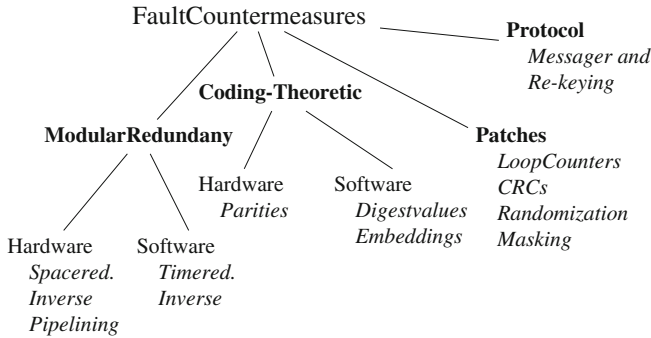 FaultCountermeasures
Protocol
Messager and
Re-keying
Coding-Theoretic
ModularRedundany
Patches
LoopCounters
CRCs
Randomization
Masking
Hardware
Parities
Software
Digestvalues
Embeddings
Hardware
Spacered.
Inverse
Pipelining
Software
Timered.
Inverse